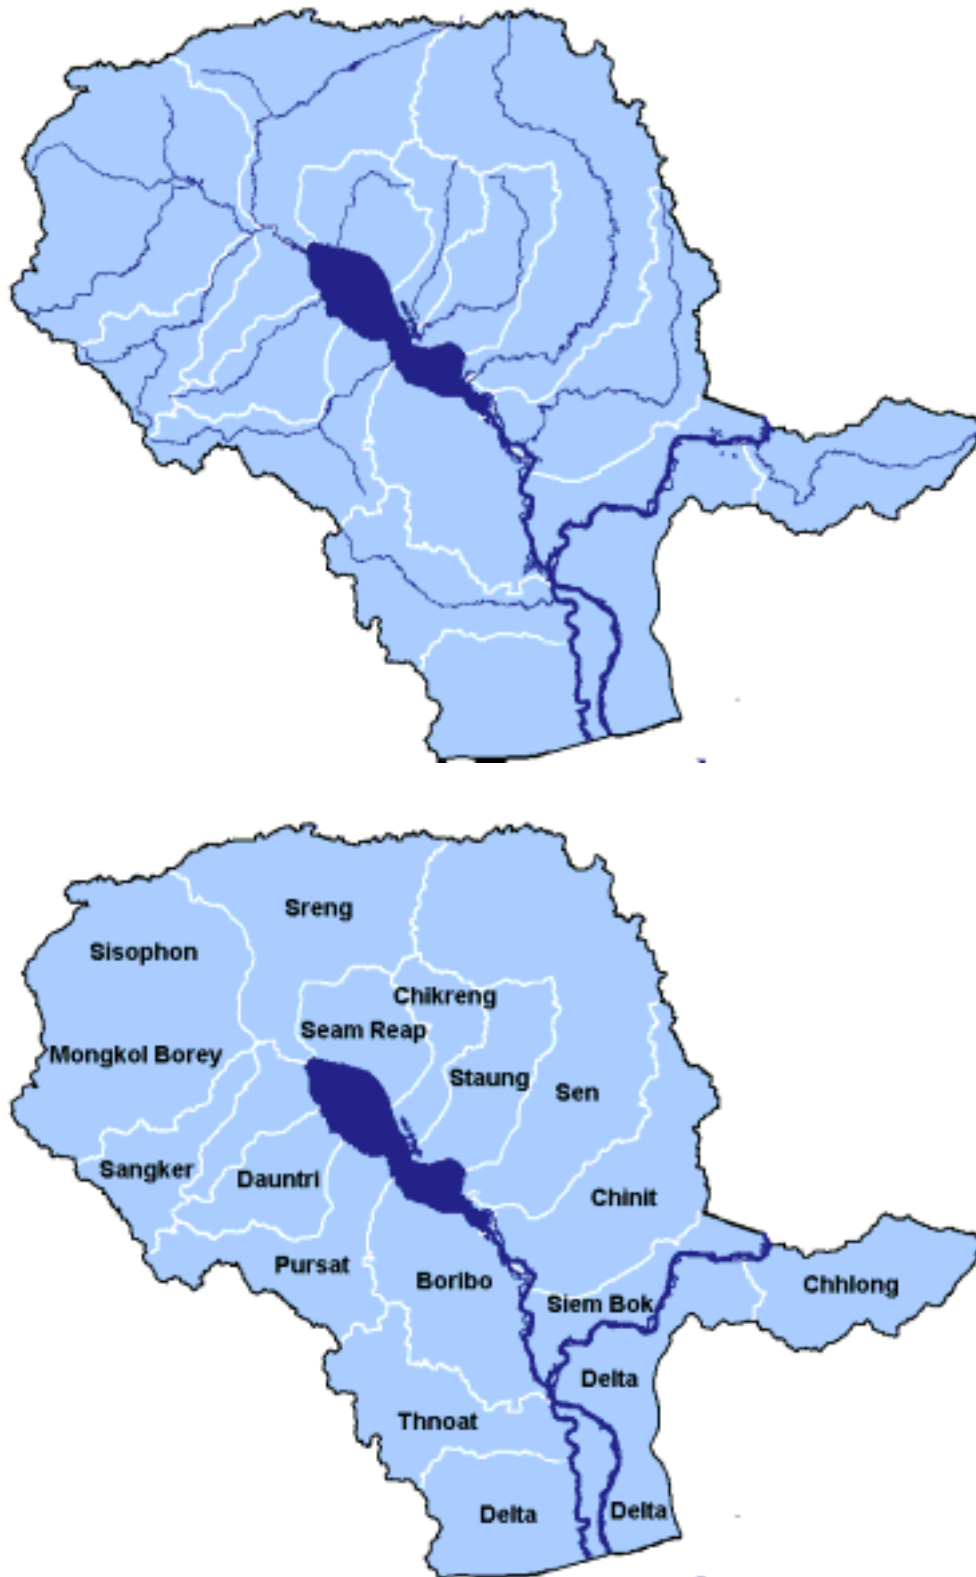 Sreng
Sisophon
Chikreng
Seam Reap
Mongkol Borey
Staung
Sen
Sangker
Dauntri
Chinit
Pursat
Boribo
Chhlong
Siem Bok
Delta
Thnoat
Delta
Delta